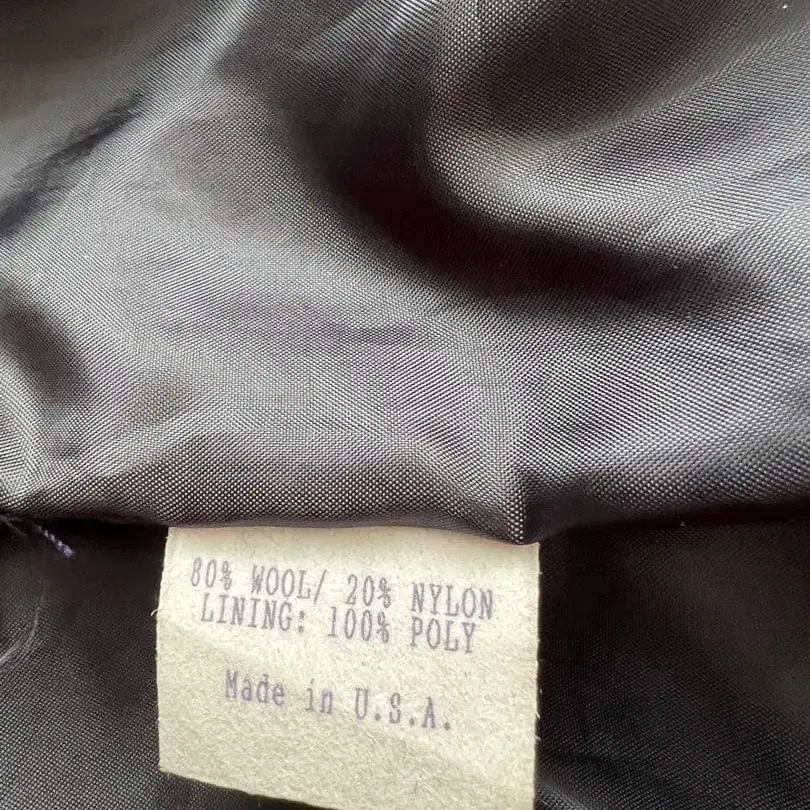 80% WOOL/ 20% NYLON
LINING: 100% POLY
Made in U.S.A.